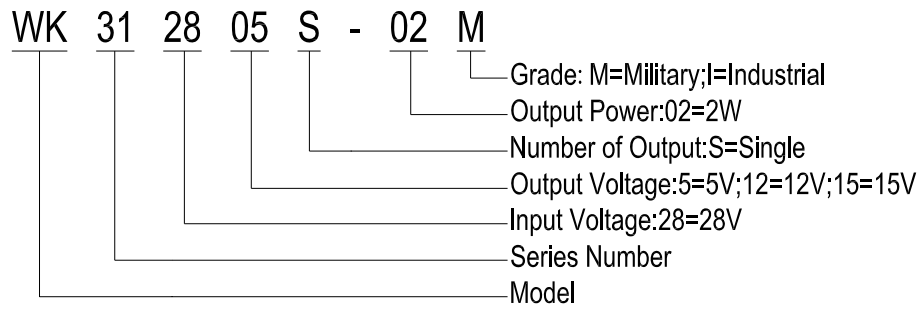 WK 31 28 05 S - 02 M
Grade: M=Military;I=Industrial
Output Power:02=2W
Number of Output:S=Single
Output Voltage:5=5V;12=12V;15=15V
Input Voltage:28=28V
Series Number
Model